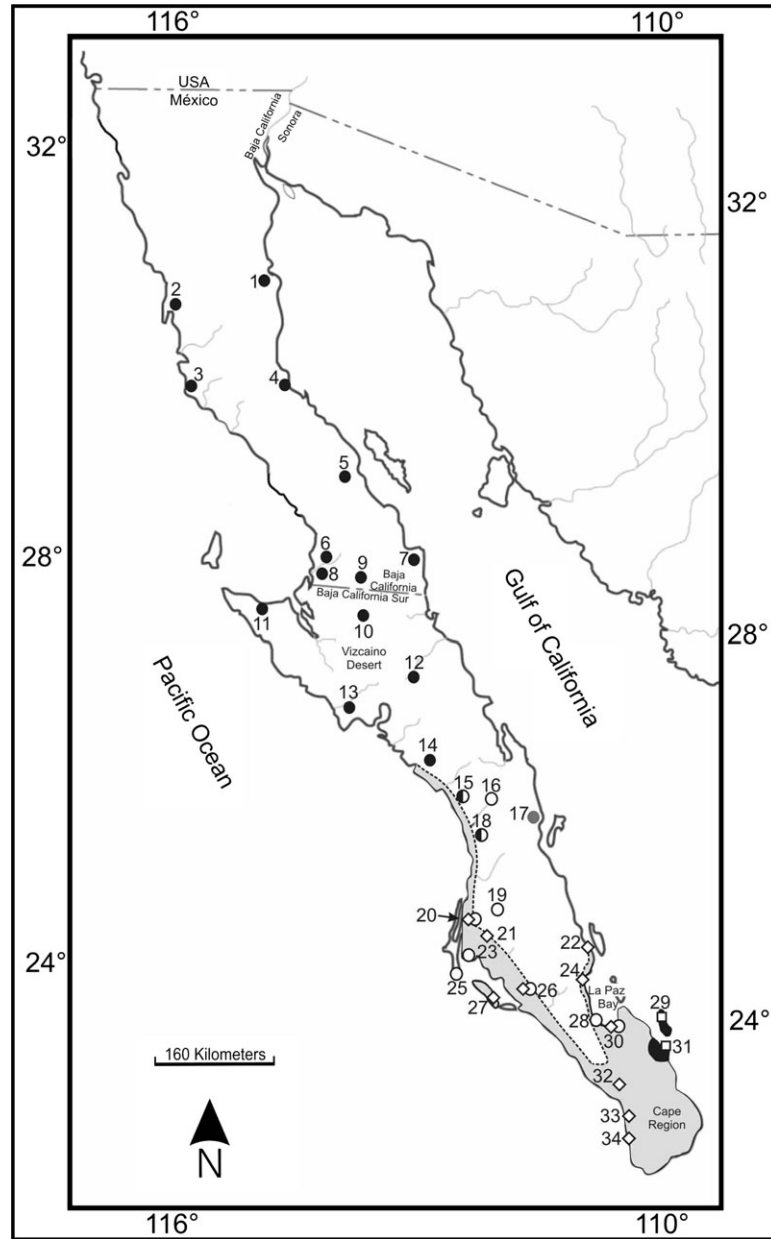 116°
110°
USA
México
Baja California
Sonora
32°
32°
1
2
3
4
5
6
7
8
9
Baja
California
Baja California Sur
28°
28°
10
11
Vizcaino
Desert
12
13
14
Gulf of California
Pacific Ocean
15
16
17
18
19
20
21
22
23
24
25
26
27
La Paz
Bay
28
29
30
31
24°
24°
160 Kilometers
32
33
34
Cape
Region
N
116°
110°